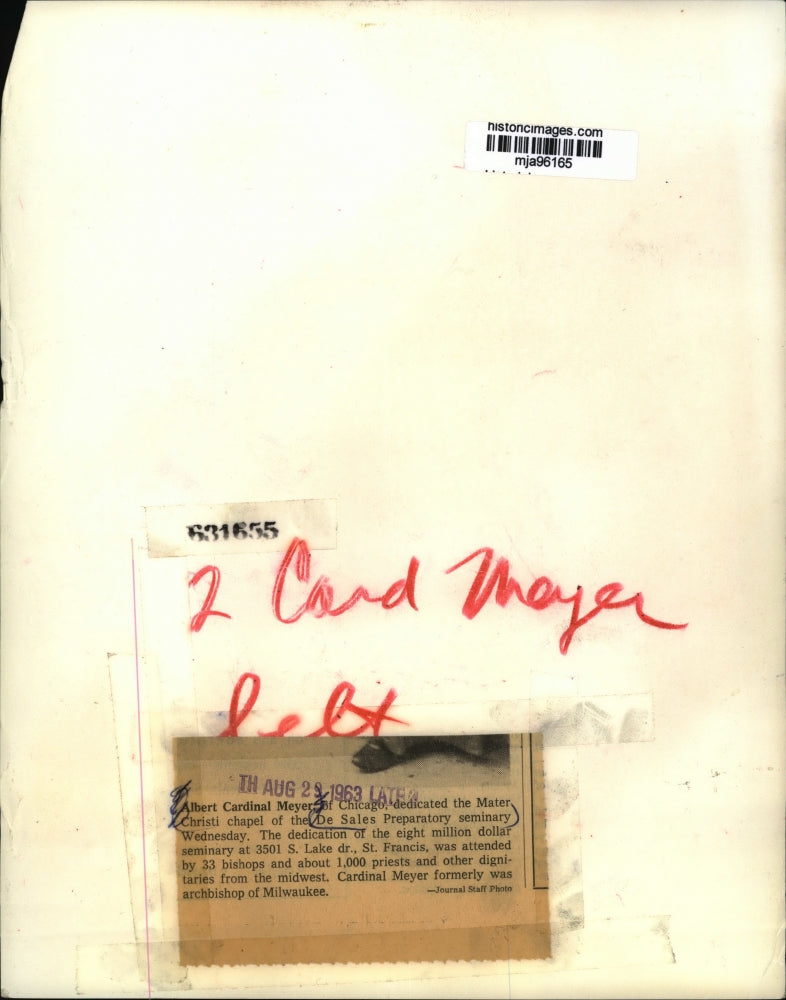 historicimages.com
mja96165
631655
2 Card Meyer
left
TH AUG 29 1963 LATE
Albert Cardinal Meyer, of Chicago, dedicated the Mater
Christi chapel of the De Sales Preparatory seminary
Wednesday. The dedication of the eight million dollar
seminary at 3501 S. Lake dr., St. Francis, was attended
by 33 bishops and about 1,000 priests and other digni-
taries from the midwest. Cardinal Meyer formerly was
archbishop of Milwaukee.
—Journal Staff Photo